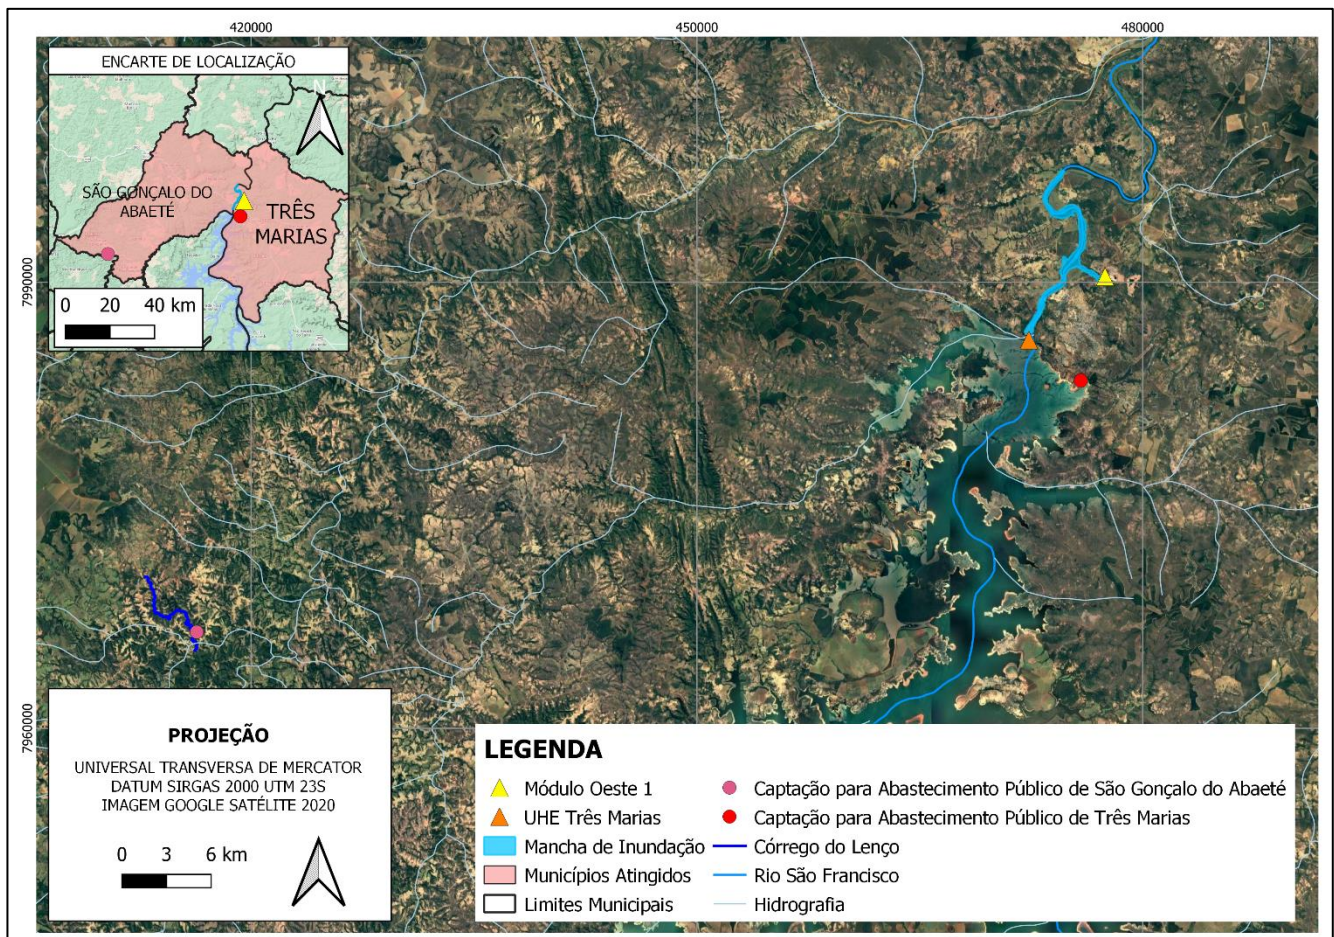 420000
450000
480000
ENCARTE DE LOCALIZAÇÃO
N
SÃO GONÇALO DO
ABAETÉ
TRÊS
MARIAS
0 20 40 km
7990000
7960000
PROJEÇÃO
UNIVERSAL TRANSVERSA DE MERCATOR
DATUM SIRGAS 2000 UTM 23S
IMAGEM GOOGLE SATÉLITE 2020
0 3 6 km
LEGENDA
Módulo Oeste 1
UHE Três Marias
Mancha de Inundação
Municípios Atingidos
Limites Municipais
Captação para Abastecimento Público de São Gonçalo do Abaeté
Captação para Abastecimento Público de Três Marias
Córrego do Lenço
Rio São Francisco
Hidrografia